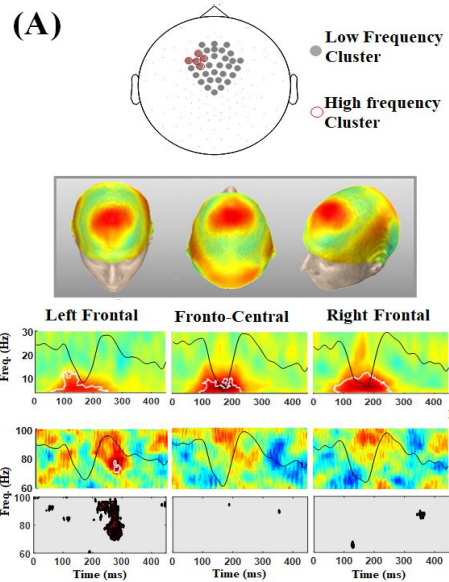 (A)
Low Frequency
Cluster
High frequency
Cluster
Left Frontal Fronto-Central Right Frontal
Freq. (Hz)
30
20
10
0 100 200 300 400 0 100 200 300 400 0 100 200 300 400
Freq. (Hz)
100
80
60
0 100 200 300 400 0 100 200 300 400 0 100 200 300 400
Freq. (Hz)
100
80
60
0 100 200 300 400 0 100 200 300 400 0 100 200 300 400
Time (ms) Time (ms) Time (ms)